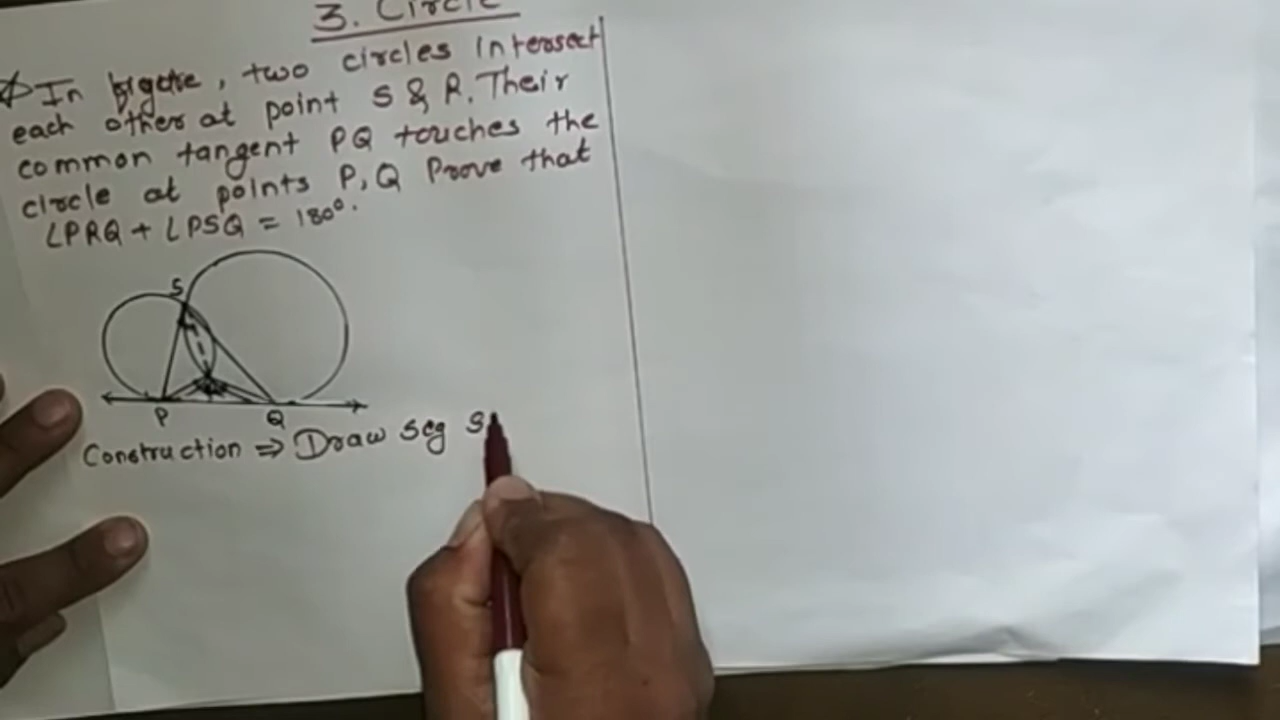 3. Circle
In figure, two circles intersect
each other at point S & R. Their
common tangent PQ touches the
circle at points P, Q Prove that
∠PRQ + ∠PSQ = 180°.
S
P Q
Construction ⇒ Draw seg S